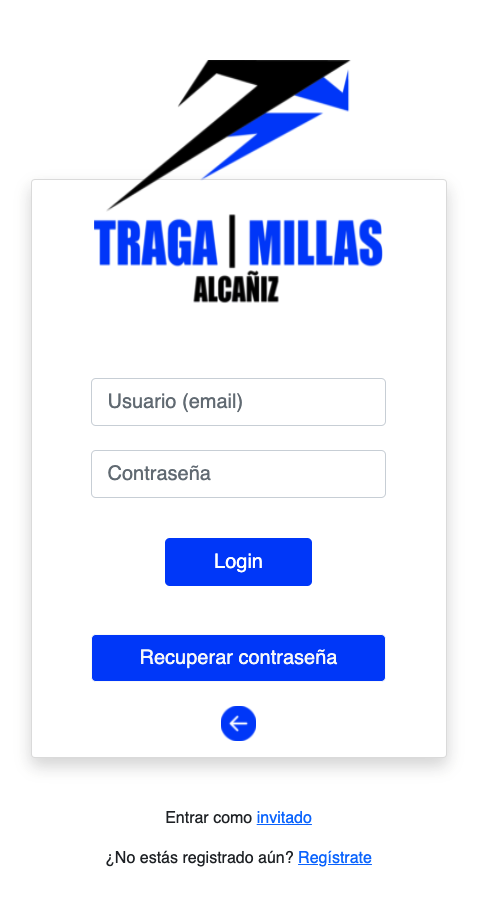 TRAGA | MILLAS
ALCAÑIZ
Usuario (email)
Contraseña
Login
Recuperar contraseña
Entrar como invitado
¿No estás registrado aún? Regístrate